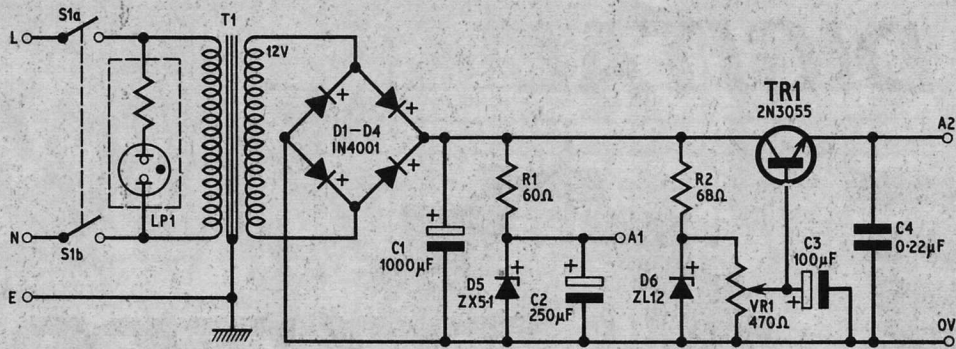 S1a
L
T1
12V
D1-D4
IN4001
LP1
N
S1b
E
C1
1000µF
R1
60Ω
A1
D5
ZX5·1
C2
250µF
R2
68Ω
D6
ZL12
VR1
470Ω
TR1
2N3055
C3
100µF
A2
C4
0·22µF
0V